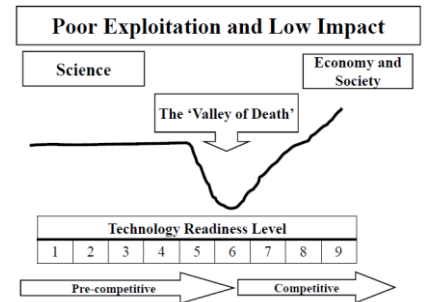 Poor Exploitation and Low Impact
Science
Economy and
Society
The ‘Valley of Death’
Technology Readiness Level
1 2 3 4 5 6 7 8 9
Pre-competitive
Competitive